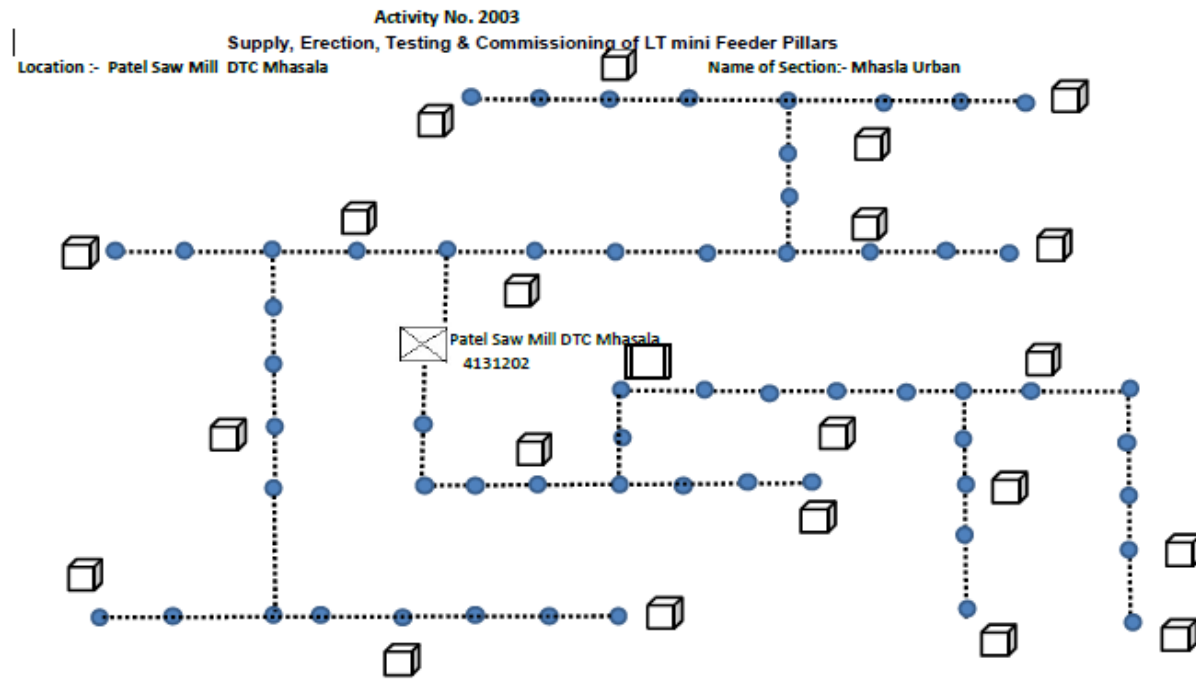 Activity No. 2003
Supply, Erection, Testing & Commissioning of LT mini Feeder Pillars
Location :- Patel Saw Mill DTC Mhasala Name of Section:- Mhasla Urban
Patel Saw Mill DTC Mhasala
4131202